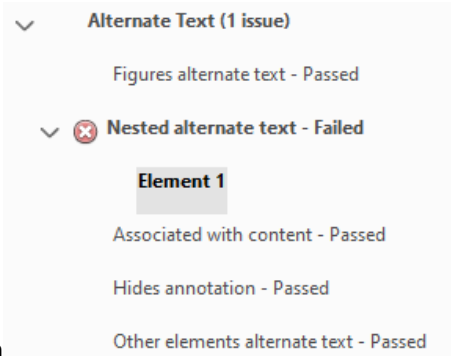 Alternate Text (1 issue)
Figures alternate text - Passed
Nested alternate text - Failed
Element 1
Associated with content - Passed
Hides annotation - Passed
Other elements alternate text - Passed